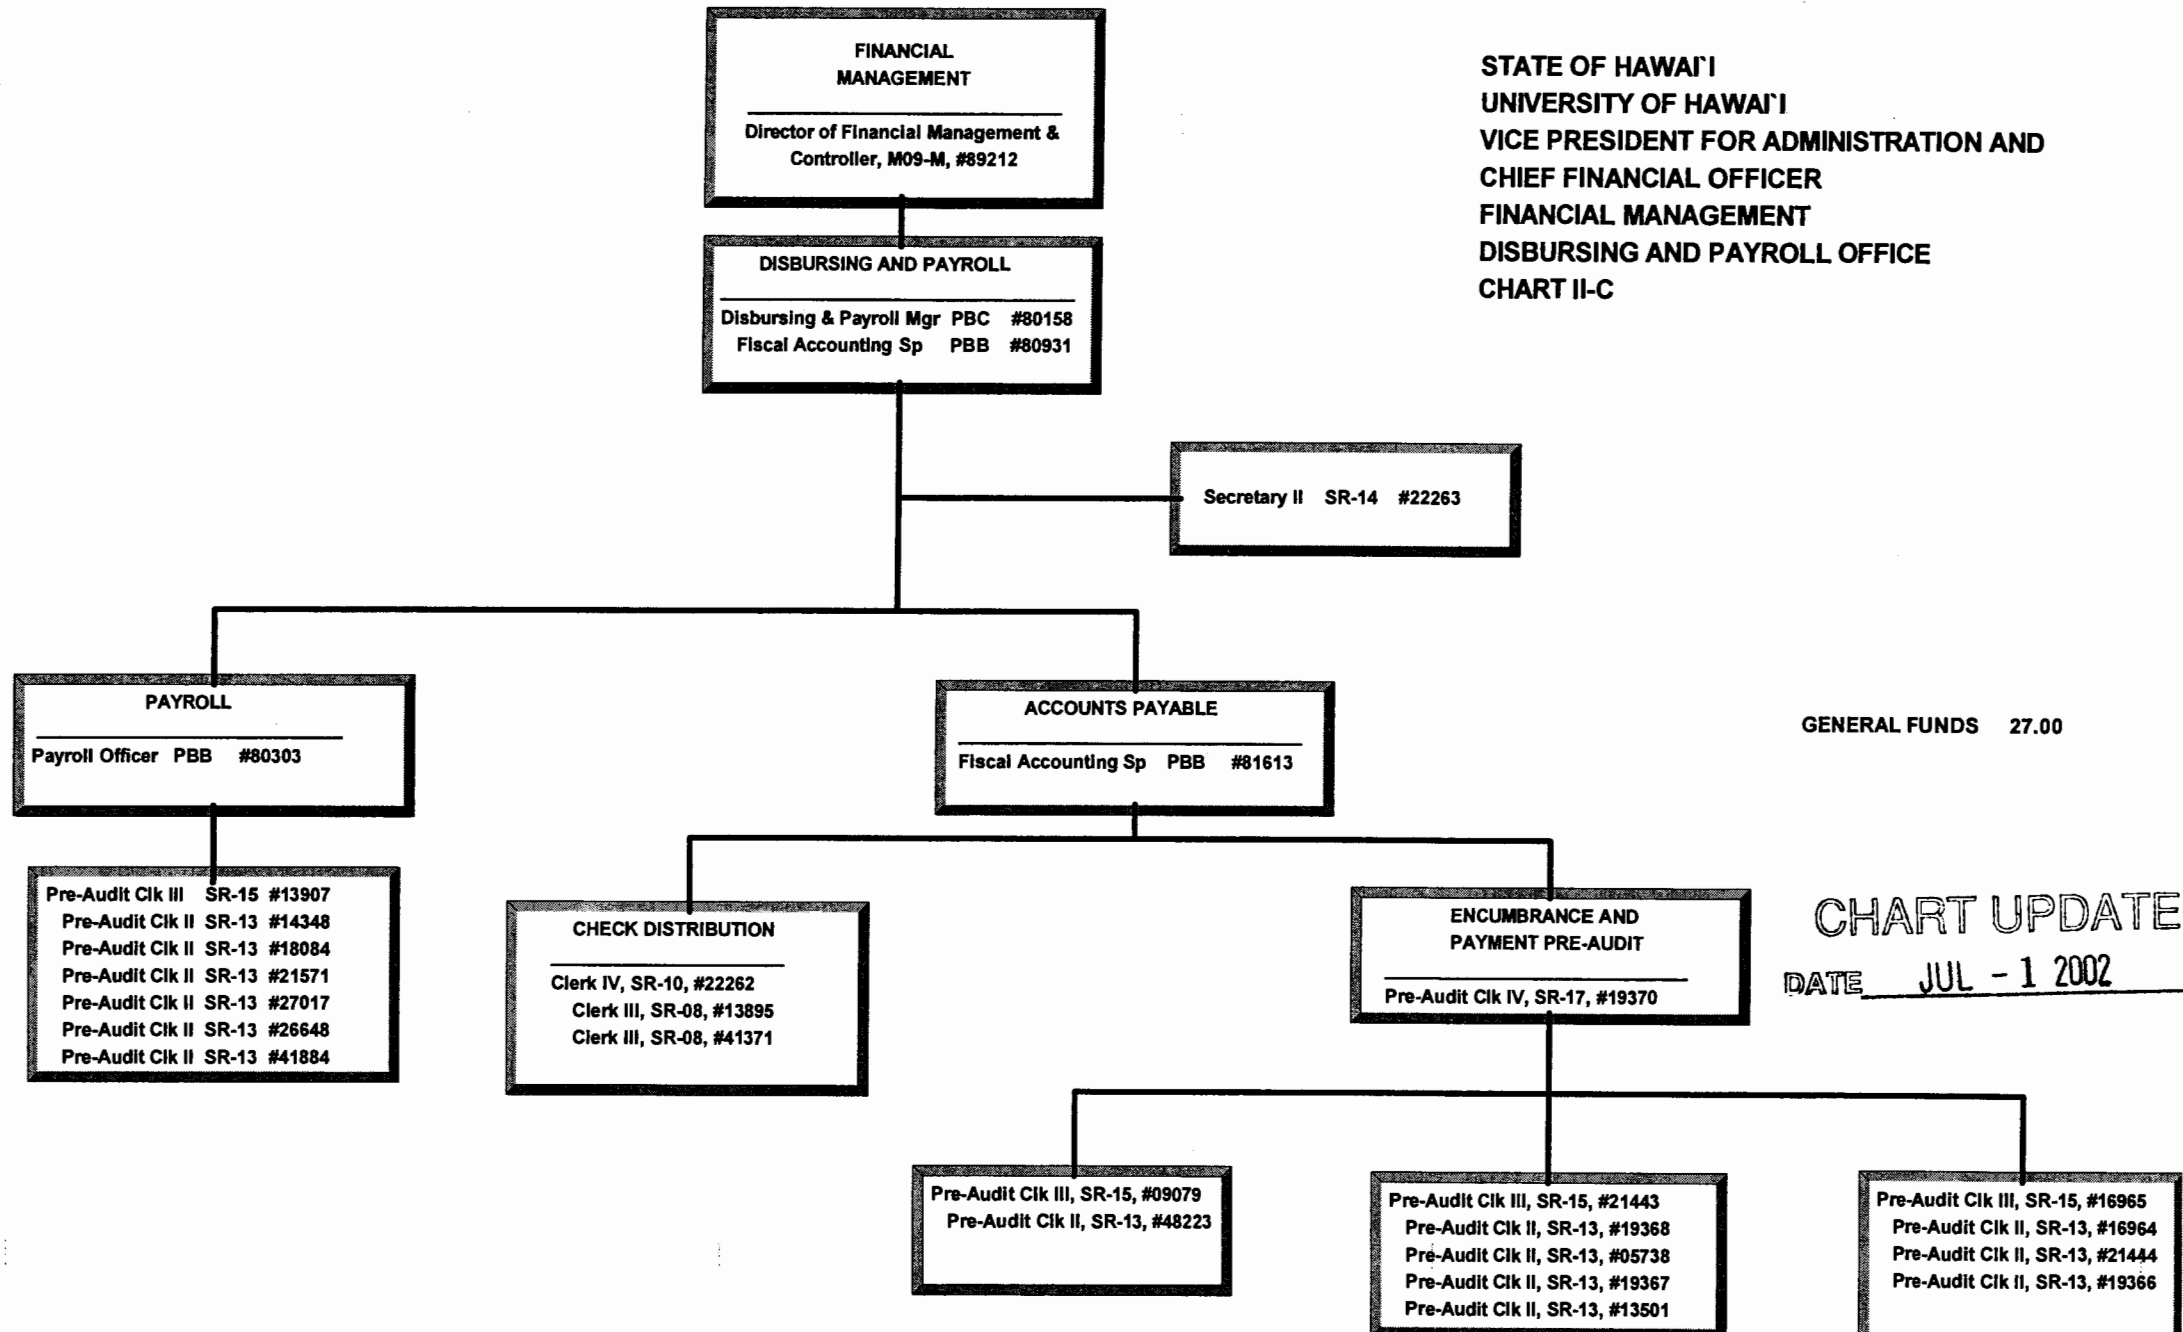 FINANCIAL
MANAGEMENT
Director of Financial Management &
Controller, M09-M, #89212
STATE OF HAWAI`I
UNIVERSITY OF HAWAI`I
VICE PRESIDENT FOR ADMINISTRATION AND
CHIEF FINANCIAL OFFICER
FINANCIAL MANAGEMENT
DISBURSING AND PAYROLL OFFICE
CHART II-C
DISBURSING AND PAYROLL
Disbursing & Payroll Mgr PBC #80158
Fiscal Accounting Sp PBB #80931
Secretary II SR-14 #22263
PAYROLL
Payroll Officer PBB #80303
ACCOUNTS PAYABLE
Fiscal Accounting Sp PBB #81613
GENERAL FUNDS 27.00
Pre-Audit Clk III SR-15 #13907
Pre-Audit Clk II SR-13 #14348
Pre-Audit Clk II SR-13 #18084
Pre-Audit Clk II SR-13 #21571
Pre-Audit Clk II SR-13 #27017
Pre-Audit Clk II SR-13 #26648
Pre-Audit Clk II SR-13 #41884
CHECK DISTRIBUTION
Clerk IV, SR-10, #22262
Clerk III, SR-08, #13895
Clerk III, SR-08, #41371
ENCUMBRANCE AND
PAYMENT PRE-AUDIT
Pre-Audit Clk IV, SR-17, #19370
CHART UPDATE
DATE JUL - 1 2002
Pre-Audit Clk III, SR-15, #09079
Pre-Audit Clk II, SR-13, #48223
Pre-Audit Clk III, SR-15, #21443
Pre-Audit Clk II, SR-13, #19368
Pre-Audit Clk II, SR-13, #05738
Pre-Audit Clk II, SR-13, #19367
Pre-Audit Clk II, SR-13, #13501
Pre-Audit Clk III, SR-15, #16965
Pre-Audit Clk II, SR-13, #16964
Pre-Audit Clk II, SR-13, #21444
Pre-Audit Clk II, SR-13, #19366